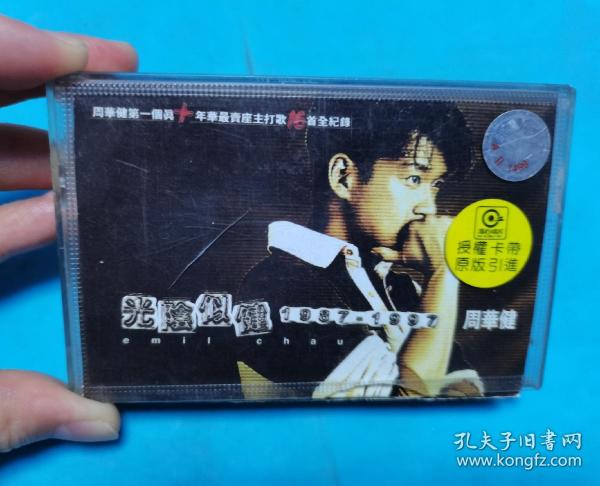 周華健第一個眞十年華最賣座主打歌16首全紀錄
授權卡帶
原版引進
光陰似健 1987-1997 周華健
emil chau
孔夫子旧书网
www.kongfz.com